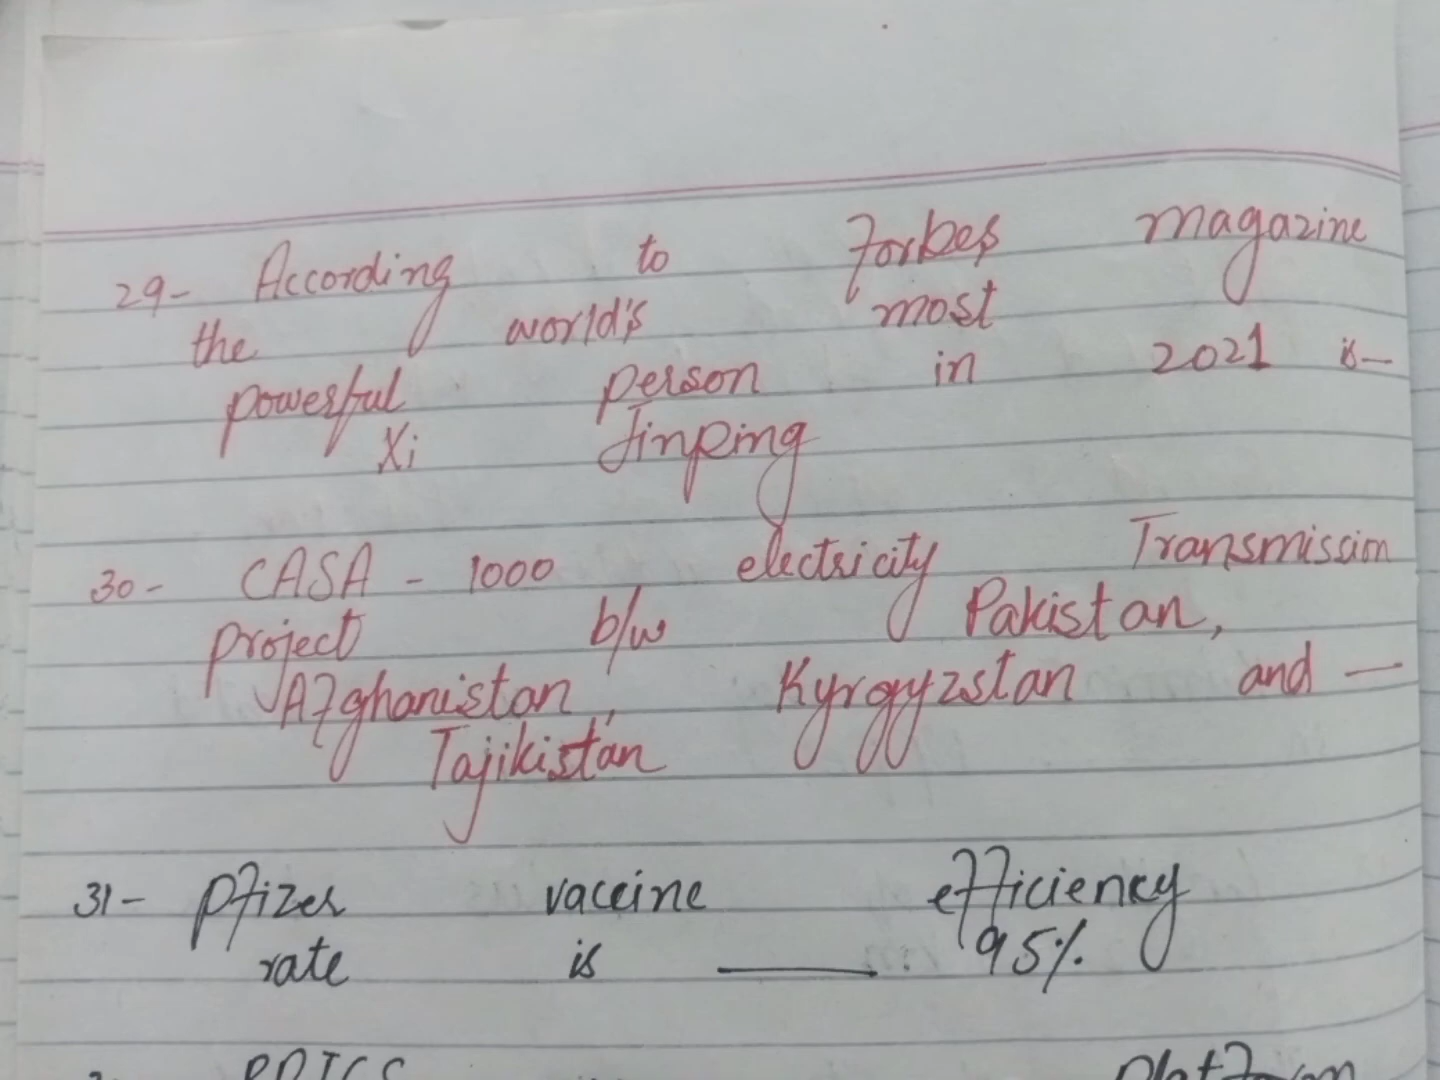 29- According to Forbes magazine
the world's most
powerful person in 2021 is—
Xi Jinping
30- CASA - 1000 electricity Transmission
project b/w Pakistan,
Afghanistan, Kyrgyzstan and —
Tajikistan
31- Pfizer vaccine efficiency
rate is ____ 95%.